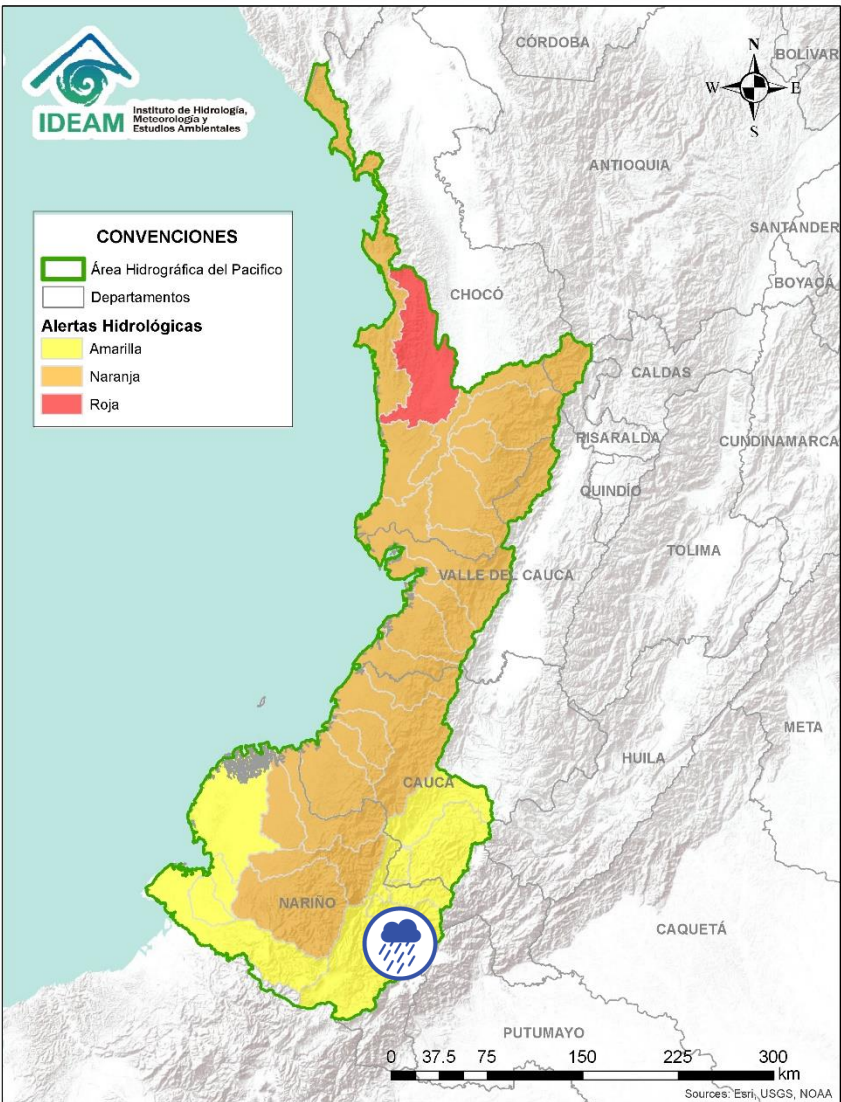 IDEAM
Instituto de Hidrología,
Meteorología y
Estudios Ambientales
N
W
E
S
CONVENCIONES
Área Hidrográfica del Pacifico
Departamentos
Alertas Hidrológicas
Amarilla
Naranja
Roja
CÓRDOBA
BOLIVAR
ANTIOQUIA
SANTANDER
BOYACÁ
CHOCÓ
CALDAS
RISARALDA
CUNDINAMARCA
QUINDÍO
TOLIMA
VALLE DEL CAUCA
META
HUILA
CAUCA
NARIÑO
CAQUETÁ
PUTUMAYO
0 37.5 75 150 225 300
km
Sources: Esri, USGS, NOAA